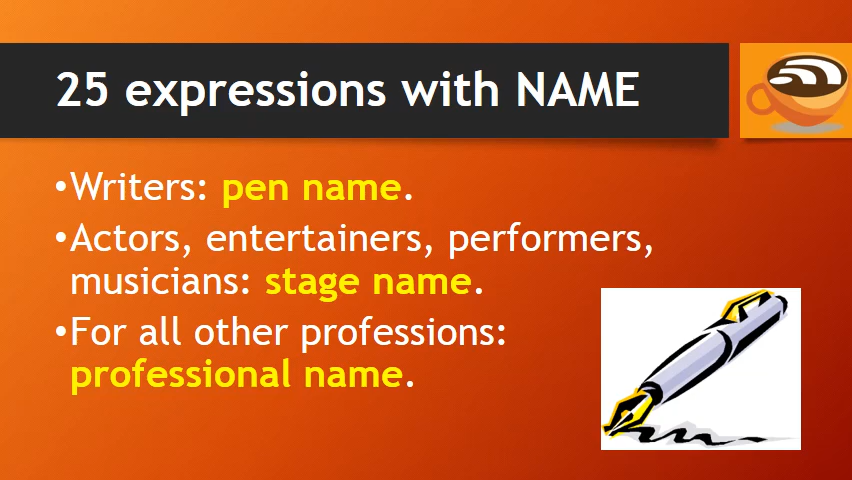 25 expressions with NAME
•Writers: pen name.
•Actors, entertainers, performers,
musicians: stage name.
•For all other professions:
professional name.